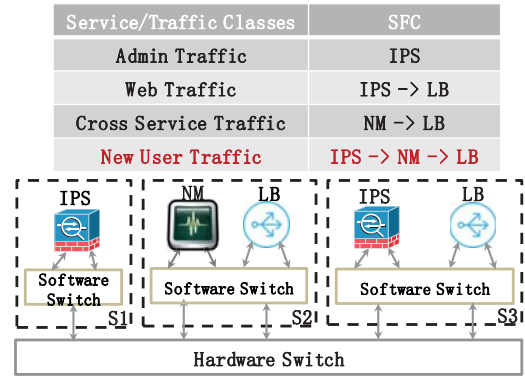 Service/Traffic Classes SFC
Admin Traffic IPS
Web Traffic IPS -> LB
Cross Service Traffic NM -> LB
New User Traffic IPS -> NM -> LB
IPS NM LB IPS LB
Software Switch Software Switch Software Switch
S1 S2 S3
Hardware Switch